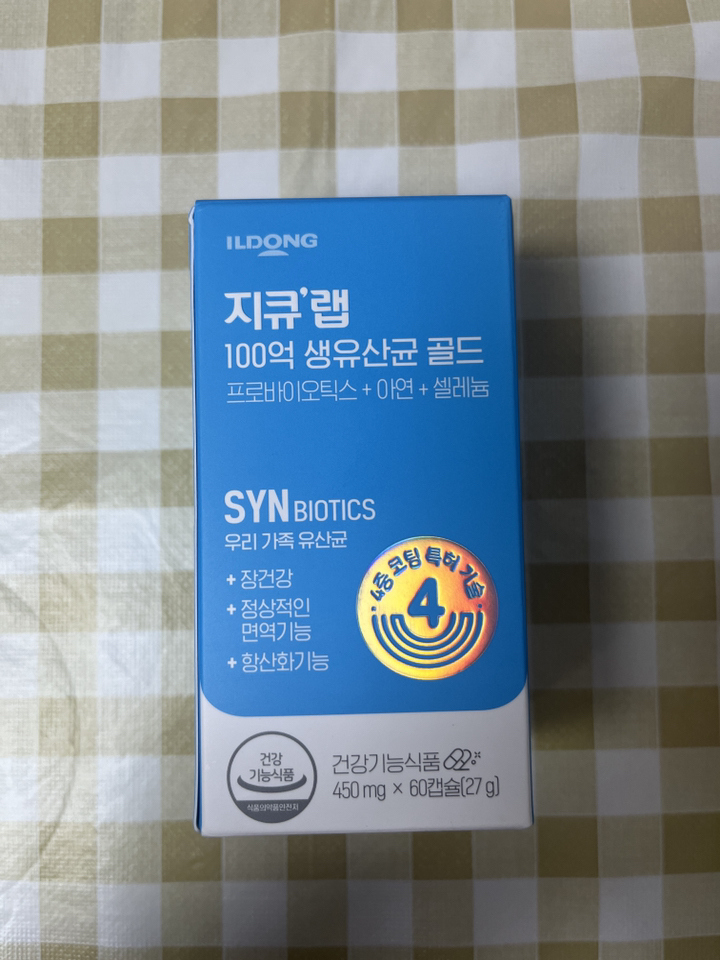 ILDONG
지큐'랩
100억 생유산균 골드
프로바이오틱스 + 아연 + 셀레늄
SYNBIOTICS
우리 가족 유산균
+ 장건강
+ 정상적인
면역기능
+ 항산화기능
4중 코팅 특허 기술
4
건강
기능식품
식품의약품안전처
건강기능식품
450 mg × 60캡슐(27 g)